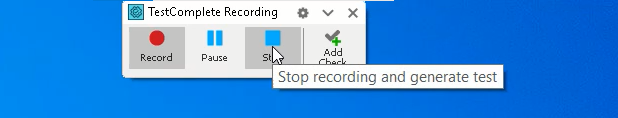 TestComplete Recording
Record
Pause
Add
Check
Stop recording and generate test